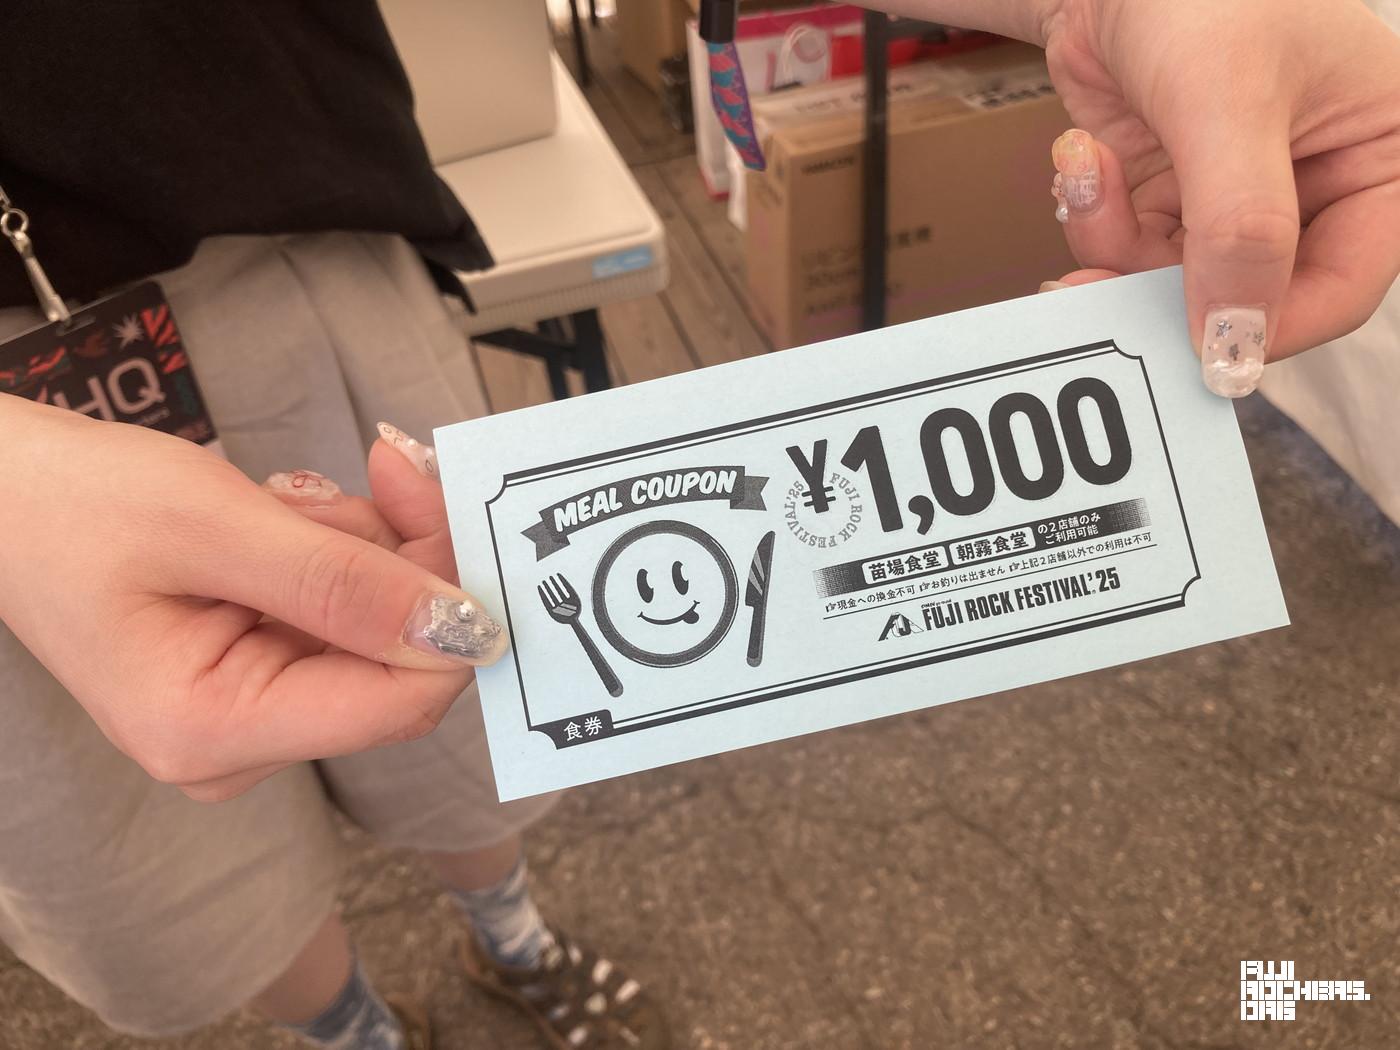 HQ
MEAL COUPON
¥1,000
FUJI ROCK FESTIVAL'25
苗場食堂 朝霧食堂 の2店舗のみ
ご利用可能
☞現金への換金不可 ☞お釣りは出ません ☞上記2店舗以外での利用は不可
FUJI ROCK FESTIVAL'25
食券
FUJI
ROCKERS.
ORG